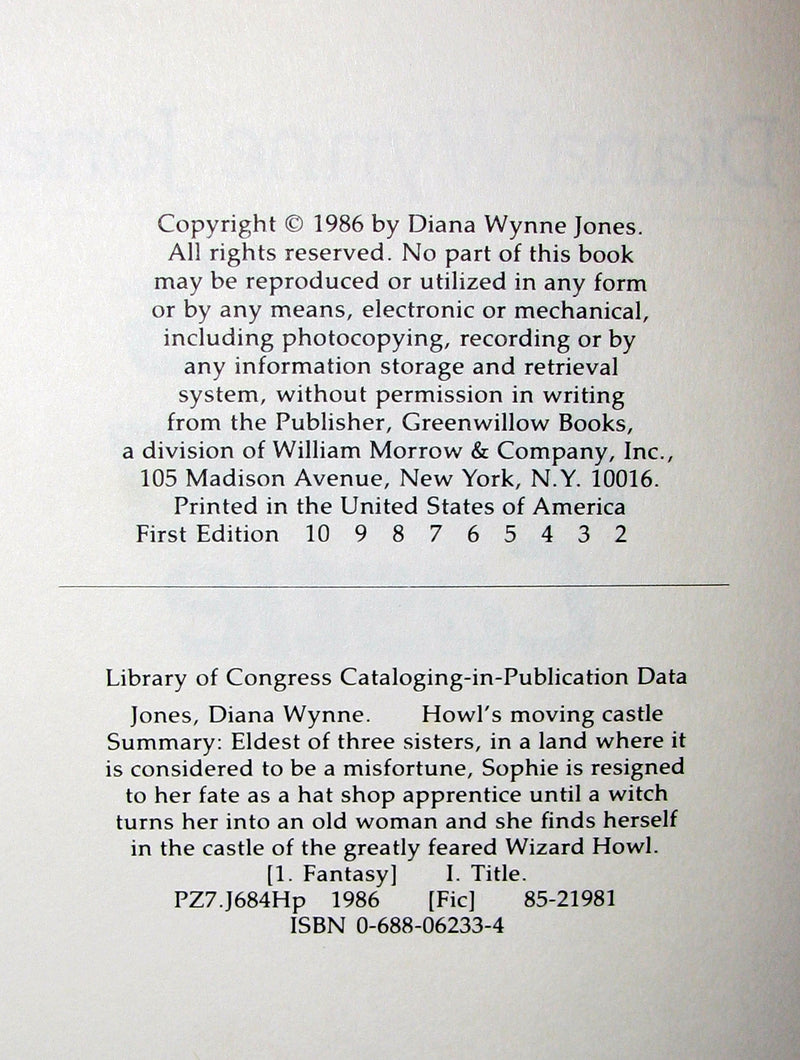 Copyright © 1986 by Diana Wynne Jones.
All rights reserved. No part of this book
may be reproduced or utilized in any form
or by any means, electronic or mechanical,
including photocopying, recording or by
any information storage and retrieval
system, without permission in writing
from the Publisher, Greenwillow Books,
a division of William Morrow & Company, Inc.,
105 Madison Avenue, New York, N.Y. 10016.
Printed in the United States of America
First Edition 10 9 8 7 6 5 4 3 2
Library of Congress Cataloging-in-Publication Data
Jones, Diana Wynne. Howl's moving castle
Summary: Eldest of three sisters, in a land where it
is considered to be a misfortune, Sophie is resigned
to her fate as a hat shop apprentice until a witch
turns her into an old woman and she finds herself
in the castle of the greatly feared Wizard Howl.
[1. Fantasy] I. Title.
PZ7.J684Hp 1986 [Fic] 85-21981
ISBN 0-688-06233-4